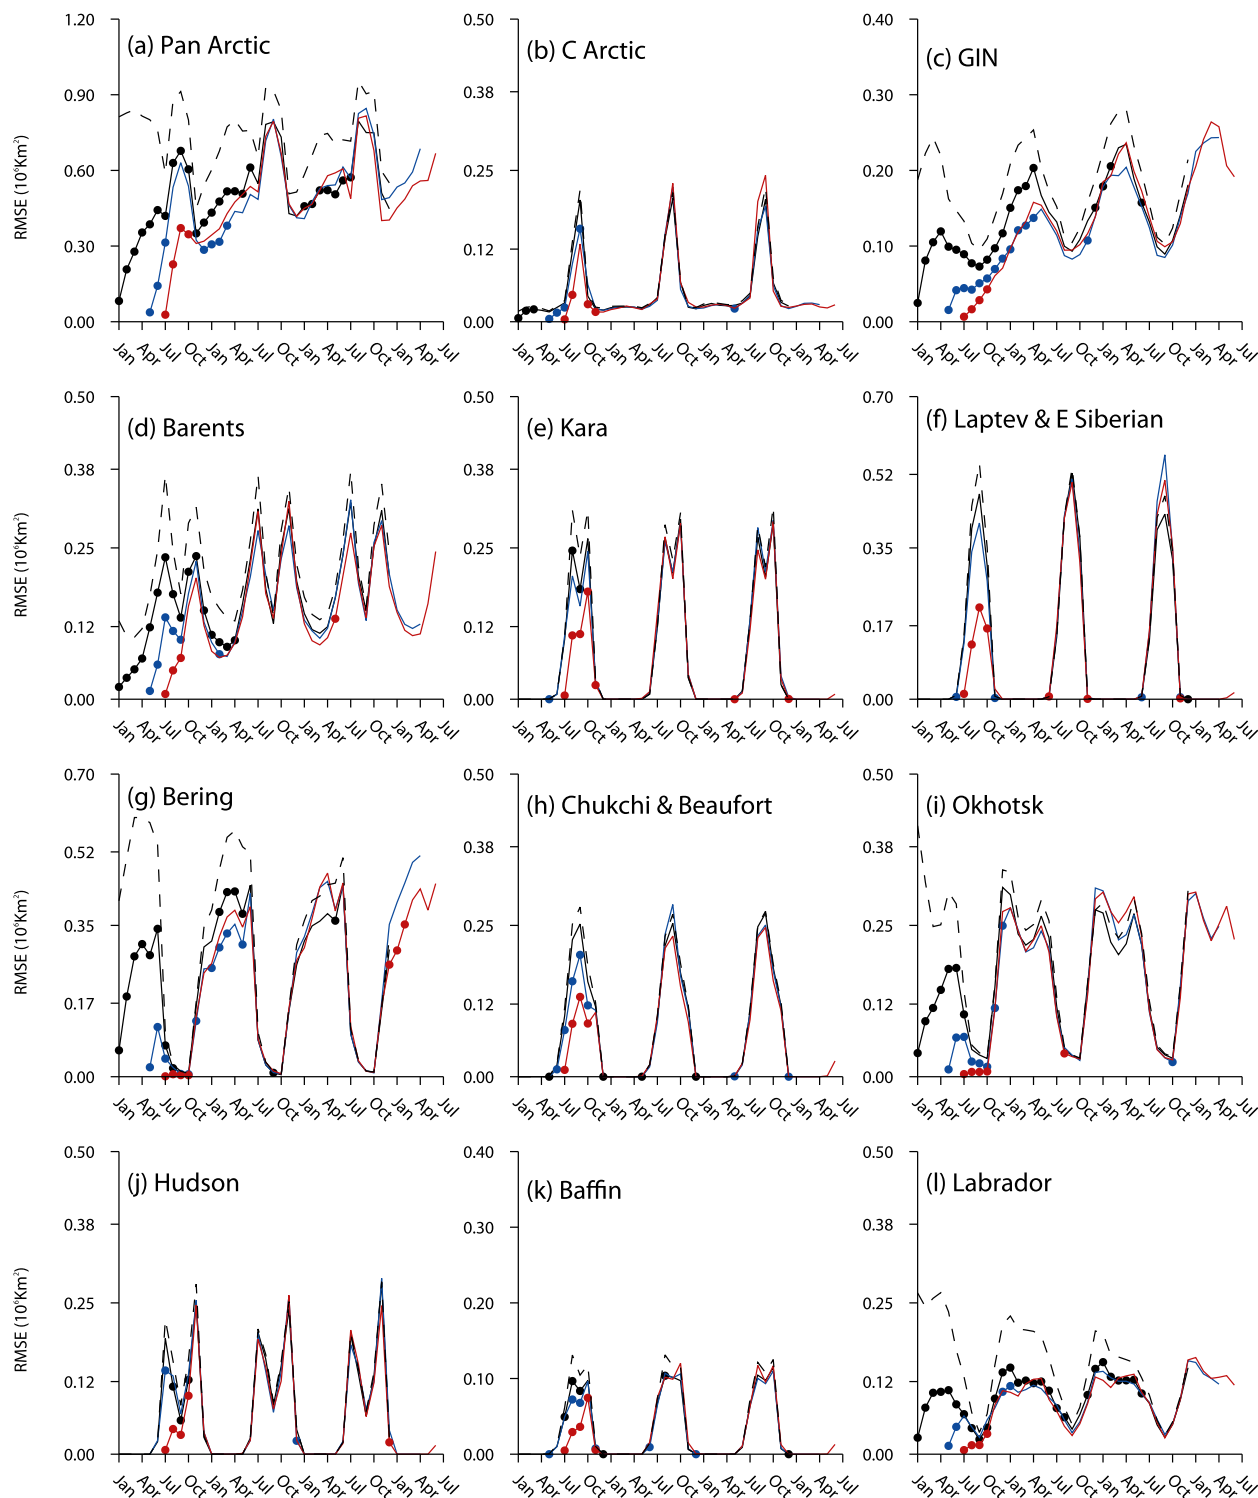 (a) Pan Arctic
(b) C Arctic
(c) GIN
RMSE (10⁶Km²)
1.20
0.90
0.60
0.30
0.00
0.50
0.38
0.25
0.12
0.00
0.40
0.30
0.20
0.10
0.00
Jan Apr Jul Oct Jan Apr Jul Oct Jan Apr Jul Oct Jan Apr Jul
Jan Apr Jul Oct Jan Apr Jul Oct Jan Apr Jul Oct Jan Apr Jul
Jan Apr Jul Oct Jan Apr Jul Oct Jan Apr Jul Oct Jan Apr Jul
(d) Barents
(e) Kara
(f) Laptev & E Siberian
RMSE (10⁶Km²)
0.50
0.38
0.25
0.12
0.00
0.50
0.38
0.25
0.12
0.00
0.70
0.52
0.35
0.17
0.00
Jan Apr Jul Oct Jan Apr Jul Oct Jan Apr Jul Oct Jan Apr Jul
Jan Apr Jul Oct Jan Apr Jul Oct Jan Apr Jul Oct Jan Apr Jul
Jan Apr Jul Oct Jan Apr Jul Oct Jan Apr Jul Oct Jan Apr Jul
(g) Bering
(h) Chukchi & Beaufort
(i) Okhotsk
RMSE (10⁶Km²)
0.70
0.52
0.35
0.17
0.00
0.50
0.38
0.25
0.12
0.00
0.50
0.38
0.25
0.12
0.00
Jan Apr Jul Oct Jan Apr Jul Oct Jan Apr Jul Oct Jan Apr Jul
Jan Apr Jul Oct Jan Apr Jul Oct Jan Apr Jul Oct Jan Apr Jul
Jan Apr Jul Oct Jan Apr Jul Oct Jan Apr Jul Oct Jan Apr Jul
(j) Hudson
(k) Baffin
(l) Labrador
RMSE (10⁶Km²)
0.50
0.38
0.25
0.12
0.00
0.40
0.30
0.20
0.10
0.00
0.50
0.38
0.25
0.12
0.00
Jan Apr Jul Oct Jan Apr Jul Oct Jan Apr Jul Oct Jan Apr Jul
Jan Apr Jul Oct Jan Apr Jul Oct Jan Apr Jul Oct Jan Apr Jul
Jan Apr Jul Oct Jan Apr Jul Oct Jan Apr Jul Oct Jan Apr Jul